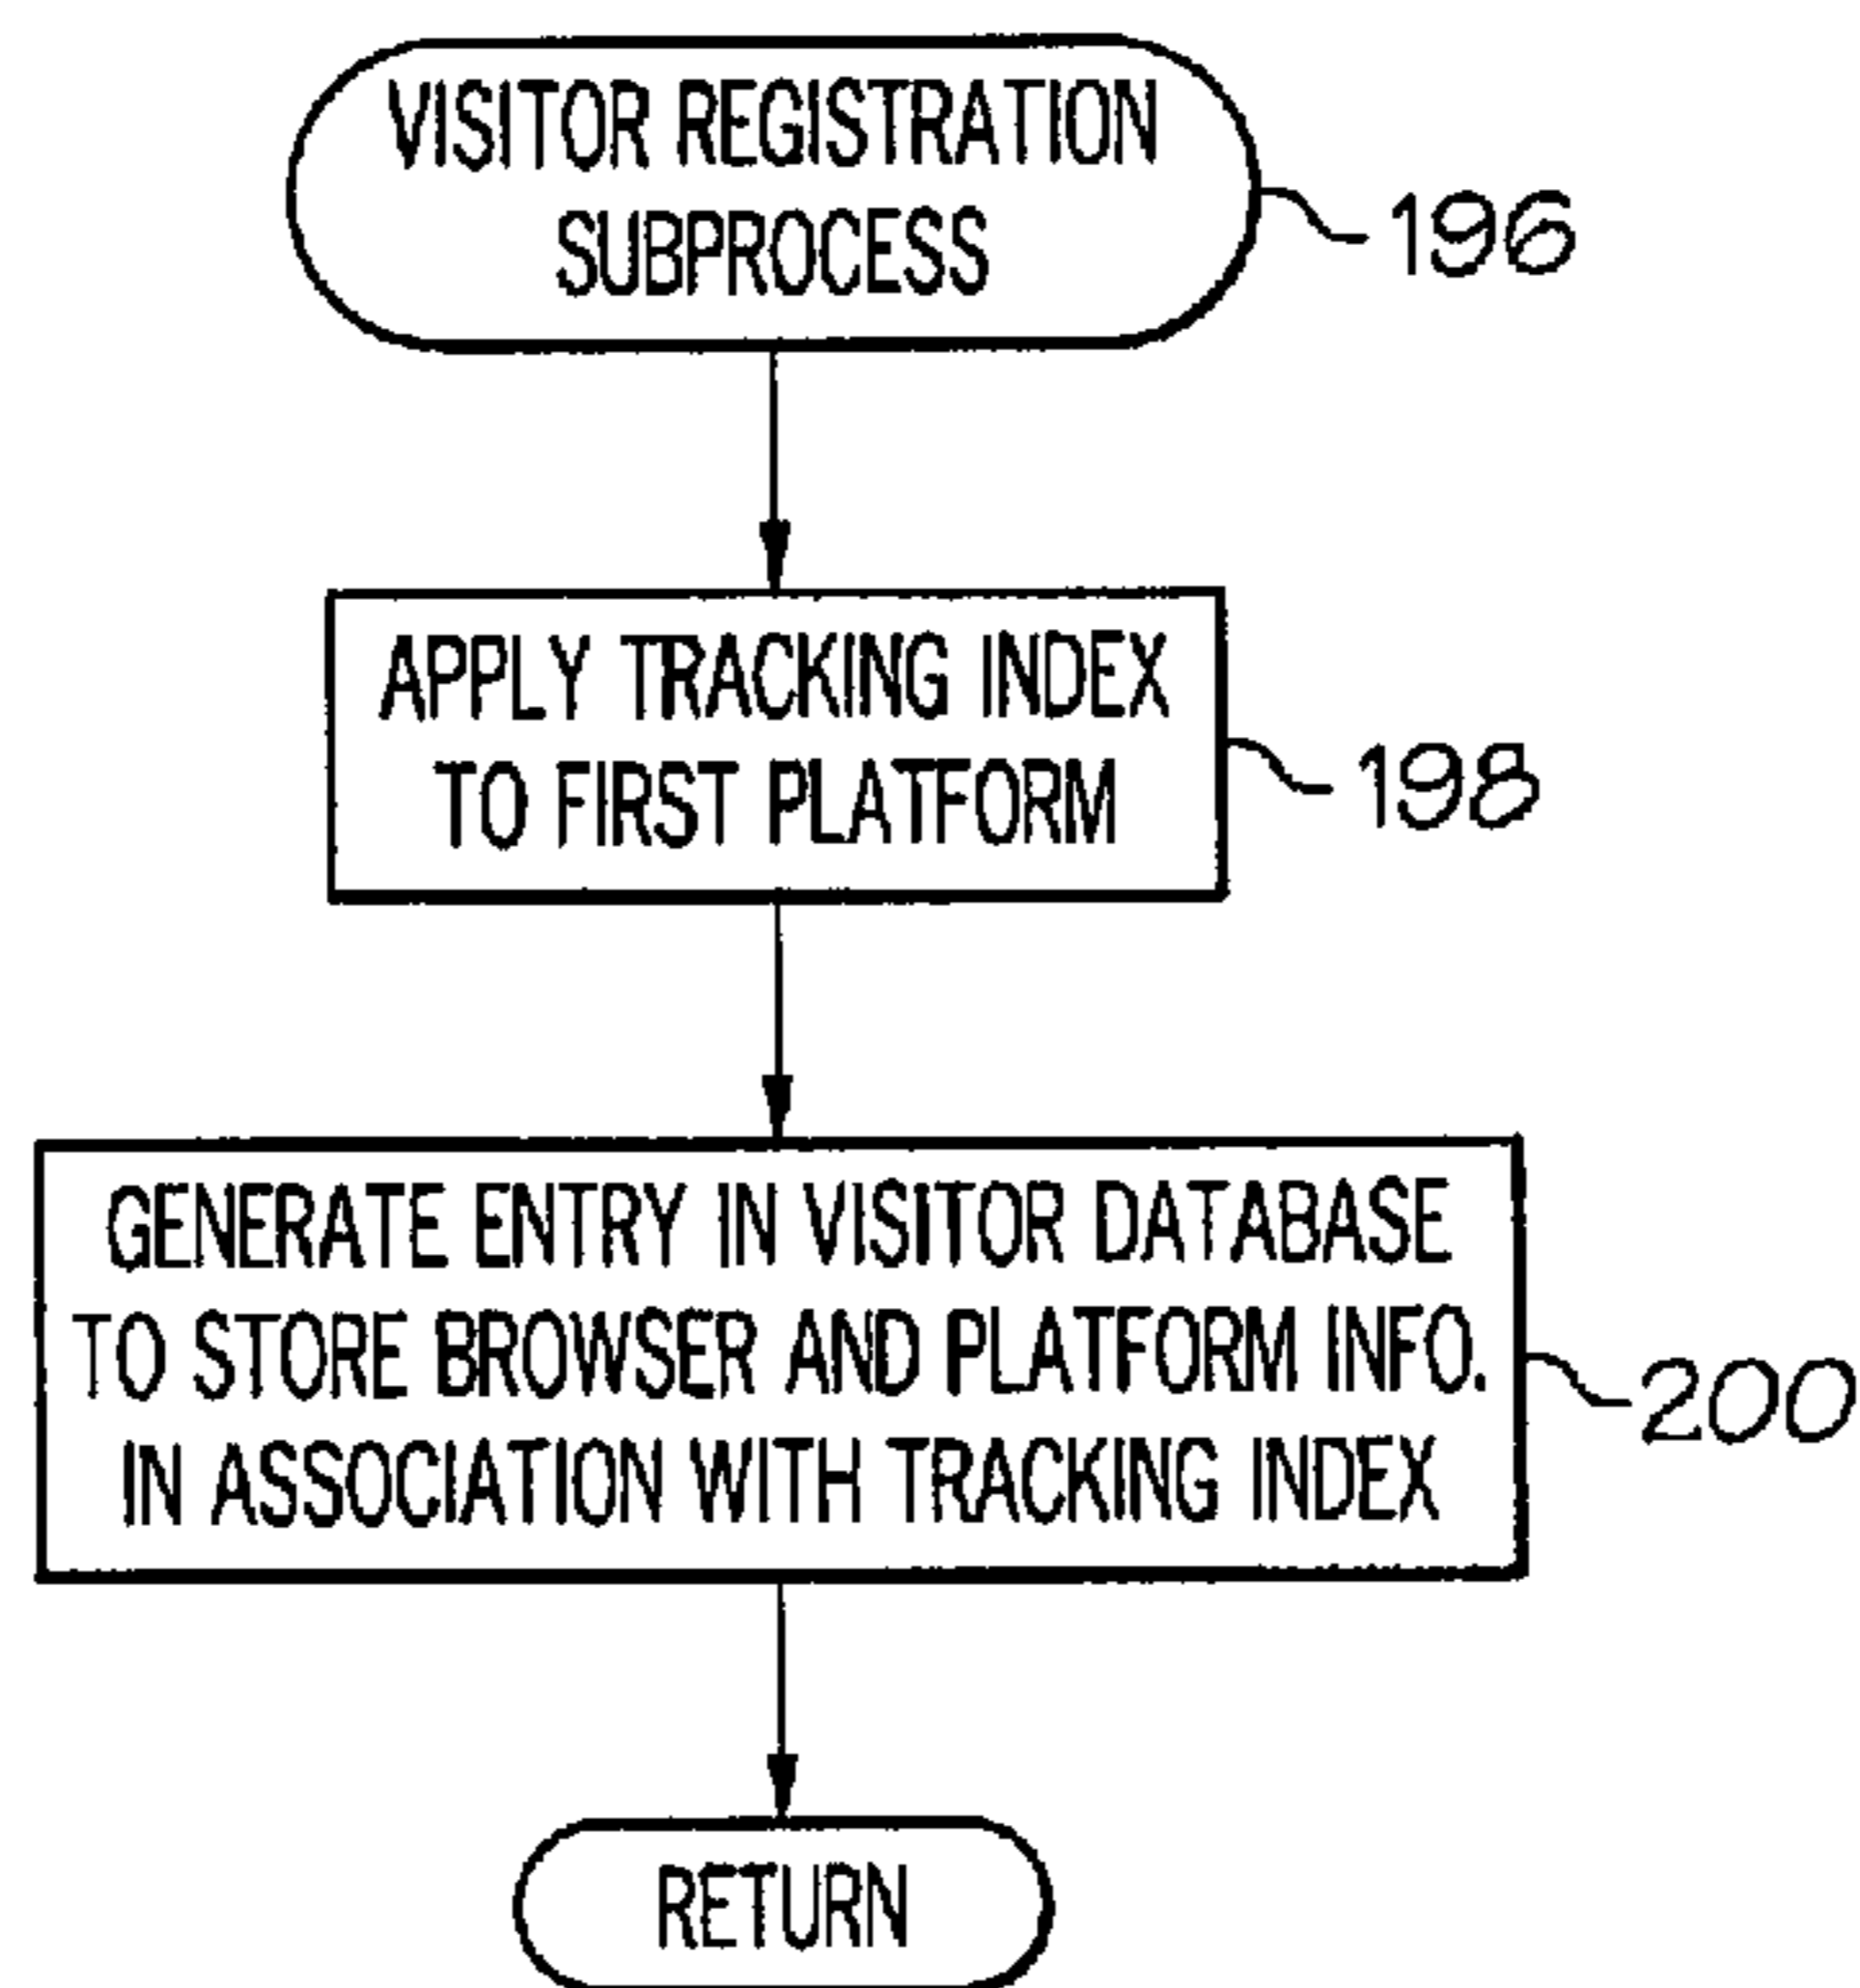 VISITOR REGISTRATION
SUBPROCESS
196
APPLY TRACKING INDEX
TO FIRST PLATFORM
198
GENERATE ENTRY IN VISITOR DATABASE
TO STORE BROWSER AND PLATFORM INFO.
IN ASSOCIATION WITH TRACKING INDEX
200
RETURN